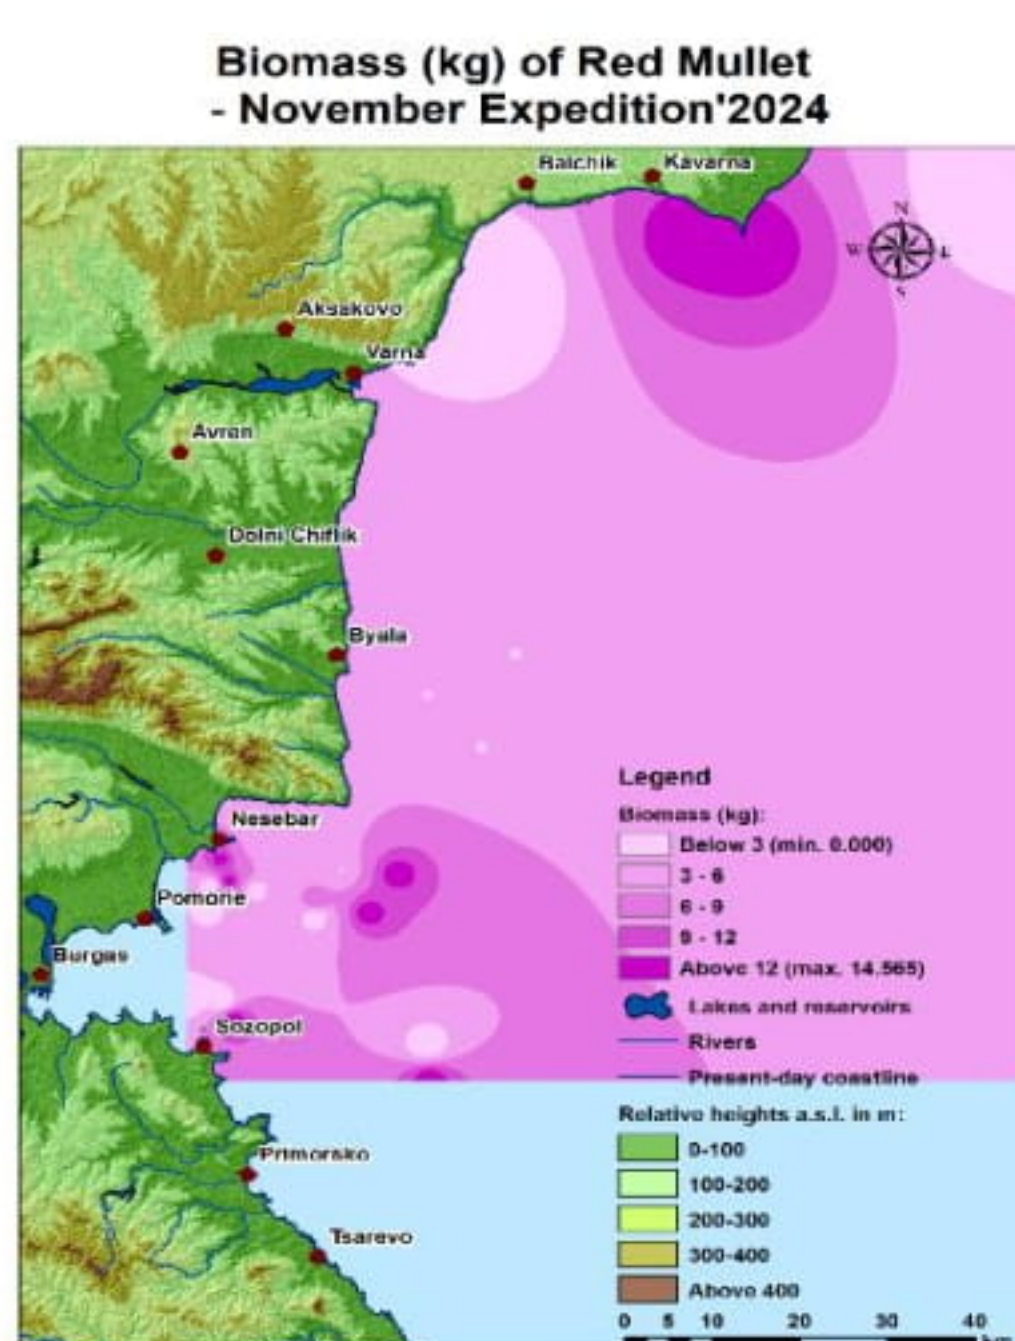 Biomass (kg) of Red Mullet
- November Expedition'2024
Balchik
Kavarna
N
W
E
S
Aksakovo
Varna
Avren
Dolni Chiflik
Byala
Nesebar
Pomorie
Burgas
Sozopol
Primorsko
Tsarevo
Legend
Biomass (kg):
Below 3 (min. 0.000)
3 - 6
6 - 9
9 - 12
Above 12 (max. 14.565)
Lakes and reservoirs
Rivers
Present-day coastline
Relative heights a.s.l. in m:
0-100
100-200
200-300
300-400
Above 400
0 5 10 20 30 40